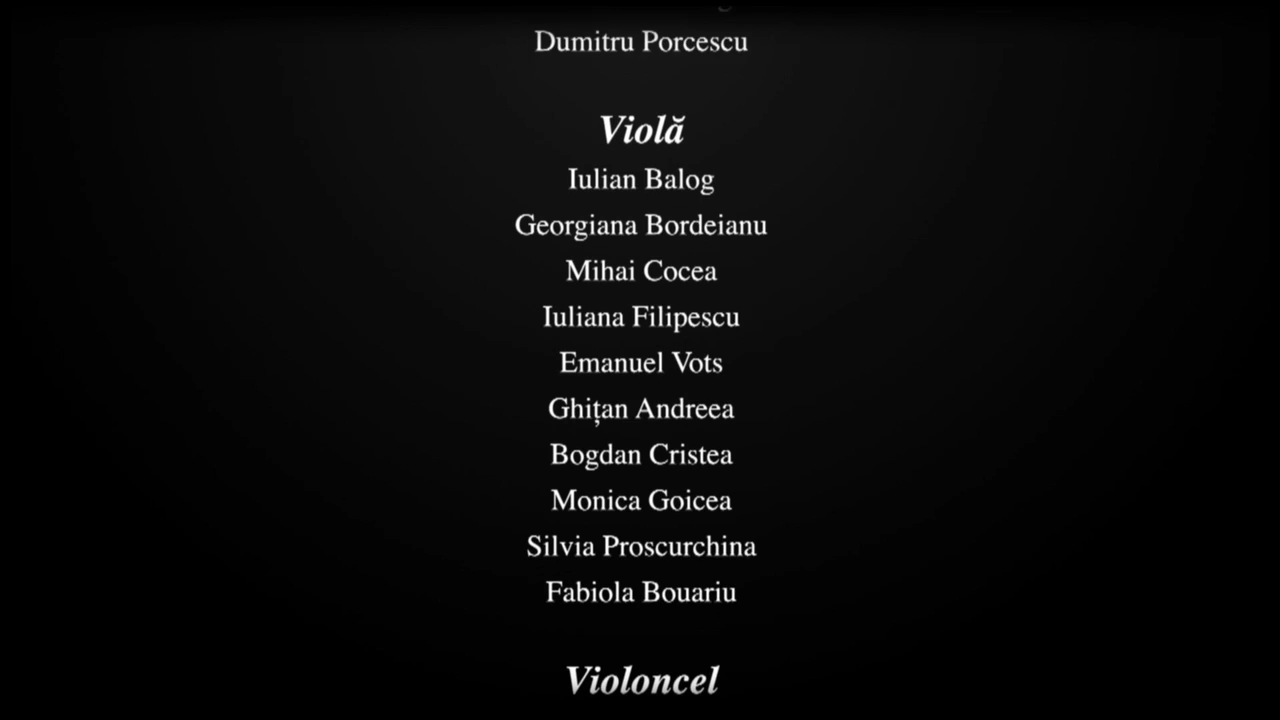 Dumitru Porcescu
Violă
Iulian Balog
Georgiana Bordeianu
Mihai Cocea
Iuliana Filipescu
Emanuel Vots
Ghițan Andreea
Bogdan Cristea
Monica Goicea
Silvia Proscurchina
Fabiola Bouariu
Violoncel